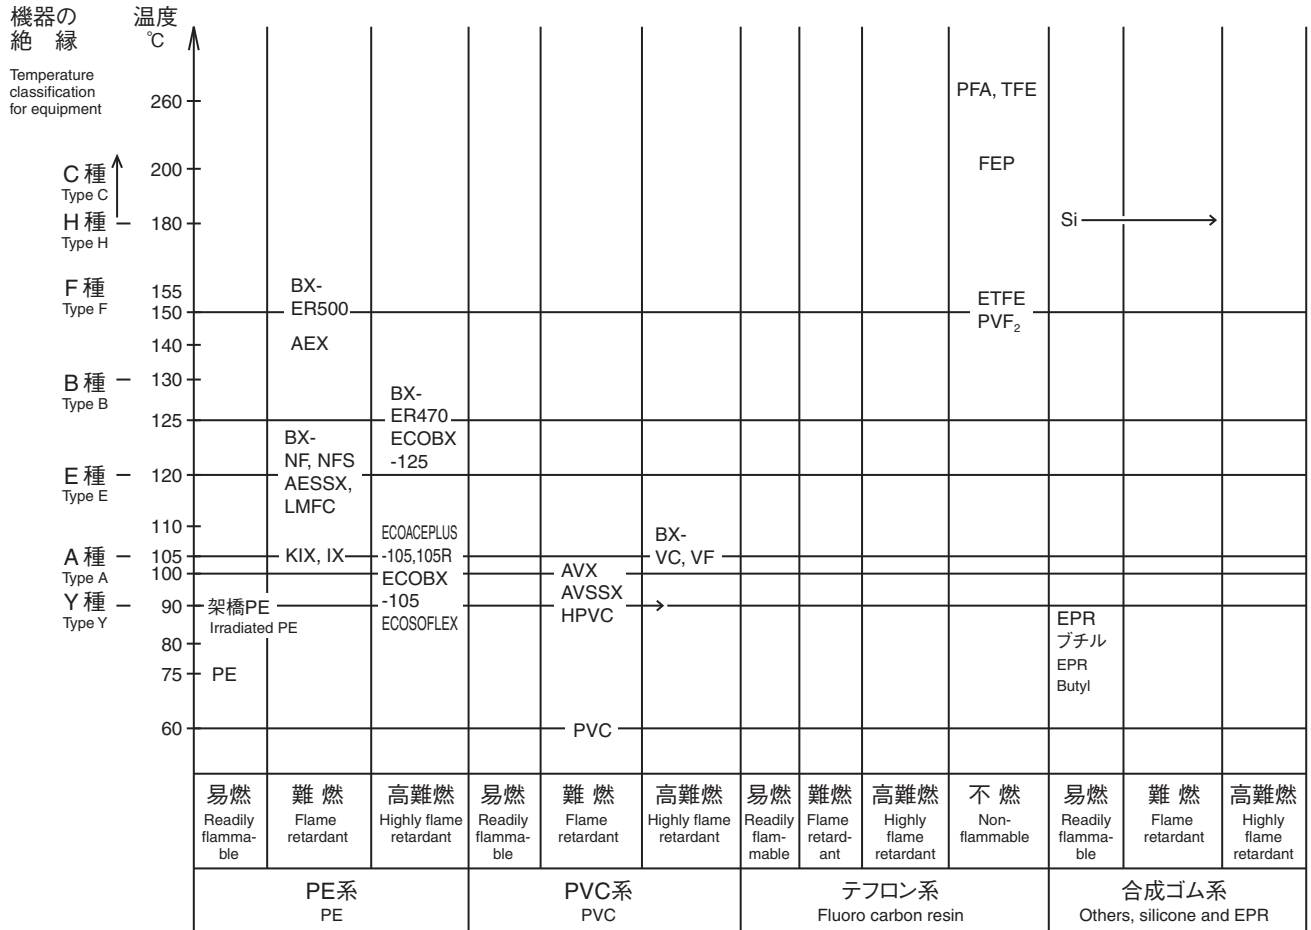 機器の
絶 縁
Temperature
classification
for equipment
温度
℃
260
C種
Type C
200
H種
Type H
180
F種
Type F
155
150
140
B種
Type B
130
125
E種
Type E
120
110
A種
Type A
105
100
Y種
Type Y
90
80
75
60
架橋PE
Irradiated PE
PE
BX-
ER500
AEX
BX-
NF, NFS
AESSX,
LMFC
KIX, IX
BX-
ER470
ECOBX
-125
ECOACEPLUS
-105,105R
ECOBX
-105
ECOSOFLEX
AVX
AVSSX
HPVC
PVC
BX-
VC, VF
PFA, TFE
FEP
ETFE
PVF₂
Si
EPR
ブチル
EPR
Butyl
易燃
Readily
flamma-
ble
難 燃
Flame
retardant
高難燃
Highly flame
retardant
易燃
Readily
flamma-
ble
難 燃
Flame
retardant
高難燃
Highly flame
retardant
易燃
Readily
flam-
mable
難燃
Flame
retard-
ant
高難燃
Highly
flame
retardant
不 燃
Non-
flammable
易燃
Readily
flamma-
ble
難 燃
Flame
retardant
高難燃
Highly
flame
retardant
PE系
PE
PVC系
PVC
テフロン系
Fluoro carbon resin
合成ゴム系
Others, silicone and EPR